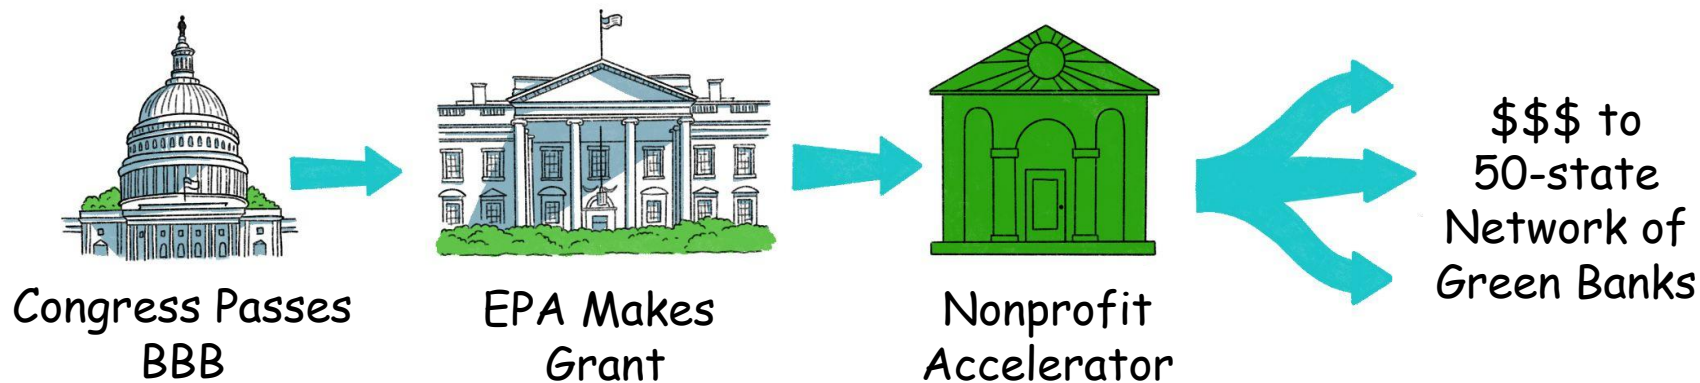 Congress Passes
BBB
EPA Makes
Grant
Nonprofit
Accelerator
$$$ to
50-state
Network of
Green Banks